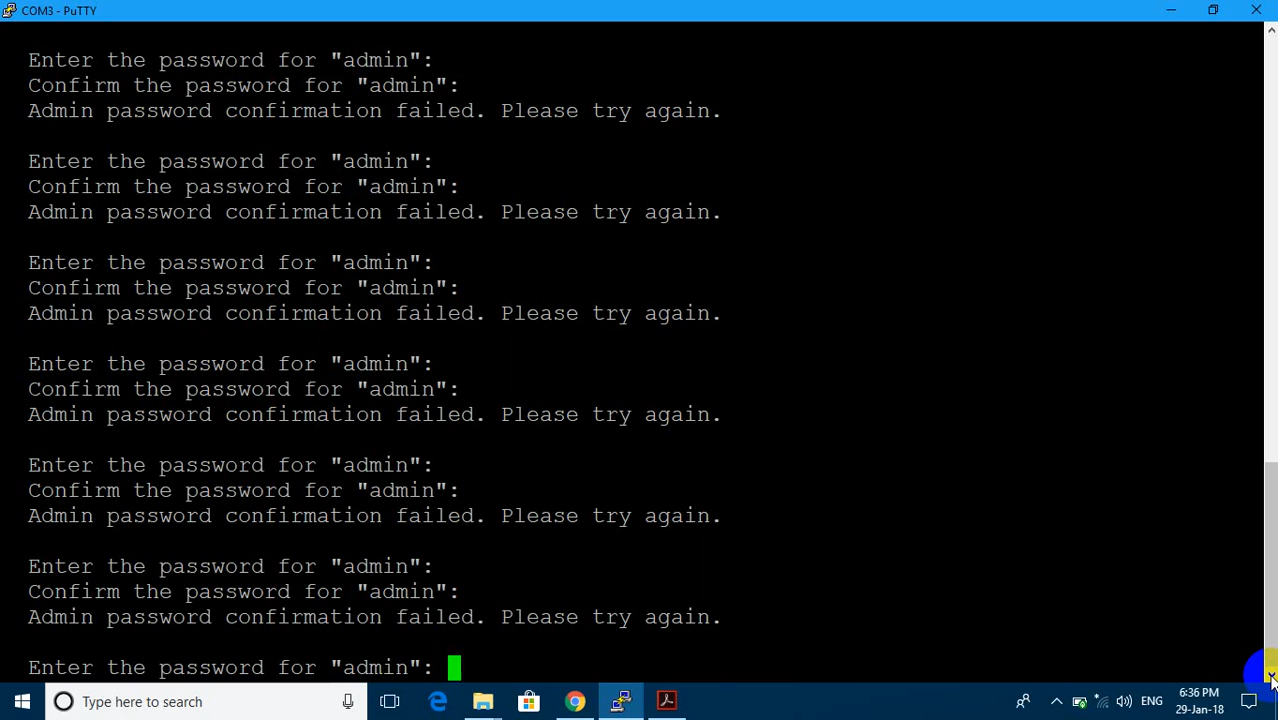 COM3 - PuTTY
Enter the password for "admin":
Confirm the password for "admin":
Admin password confirmation failed. Please try again.
Enter the password for "admin":
Confirm the password for "admin":
Admin password confirmation failed. Please try again.
Enter the password for "admin":
Confirm the password for "admin":
Admin password confirmation failed. Please try again.
Enter the password for "admin":
Confirm the password for "admin":
Admin password confirmation failed. Please try again.
Enter the password for "admin":
Confirm the password for "admin":
Admin password confirmation failed. Please try again.
Enter the password for "admin":
Confirm the password for "admin":
Admin password confirmation failed. Please try again.
Enter the password for "admin":
Type here to search
ENG
6:36 PM
29-Jan-18